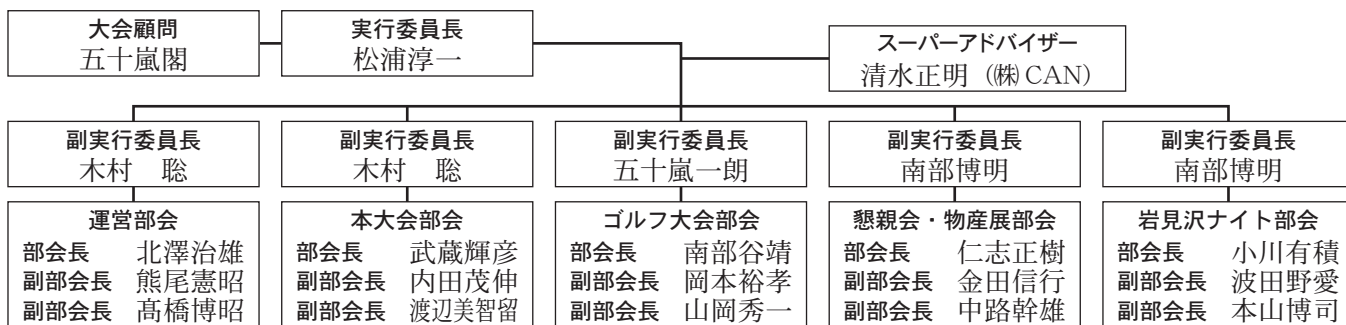 大会顧問
五十嵐閣
実行委員長
松浦淳一
スーパーアドバイザー
清水正明（㈱CAN）
副実行委員長
木村　聡
副実行委員長
木村　聡
副実行委員長
五十嵐一朗
副実行委員長
南部博明
副実行委員長
南部博明
運営部会
部会長　北澤治雄
副部会長　熊尾憲昭
副部会長　髙橋博昭
本大会部会
部会長　武蔵輝彦
副部会長　内田茂伸
副部会長　渡辺美智留
ゴルフ大会部会
部会長　南部谷靖
副部会長　岡本裕孝
副部会長　山岡秀一
懇親会・物産展部会
部会長　仁志正樹
副部会長　金田信行
副部会長　中路幹雄
岩見沢ナイト部会
部会長　小川有積
副部会長　波田野愛
副部会長　本山博司